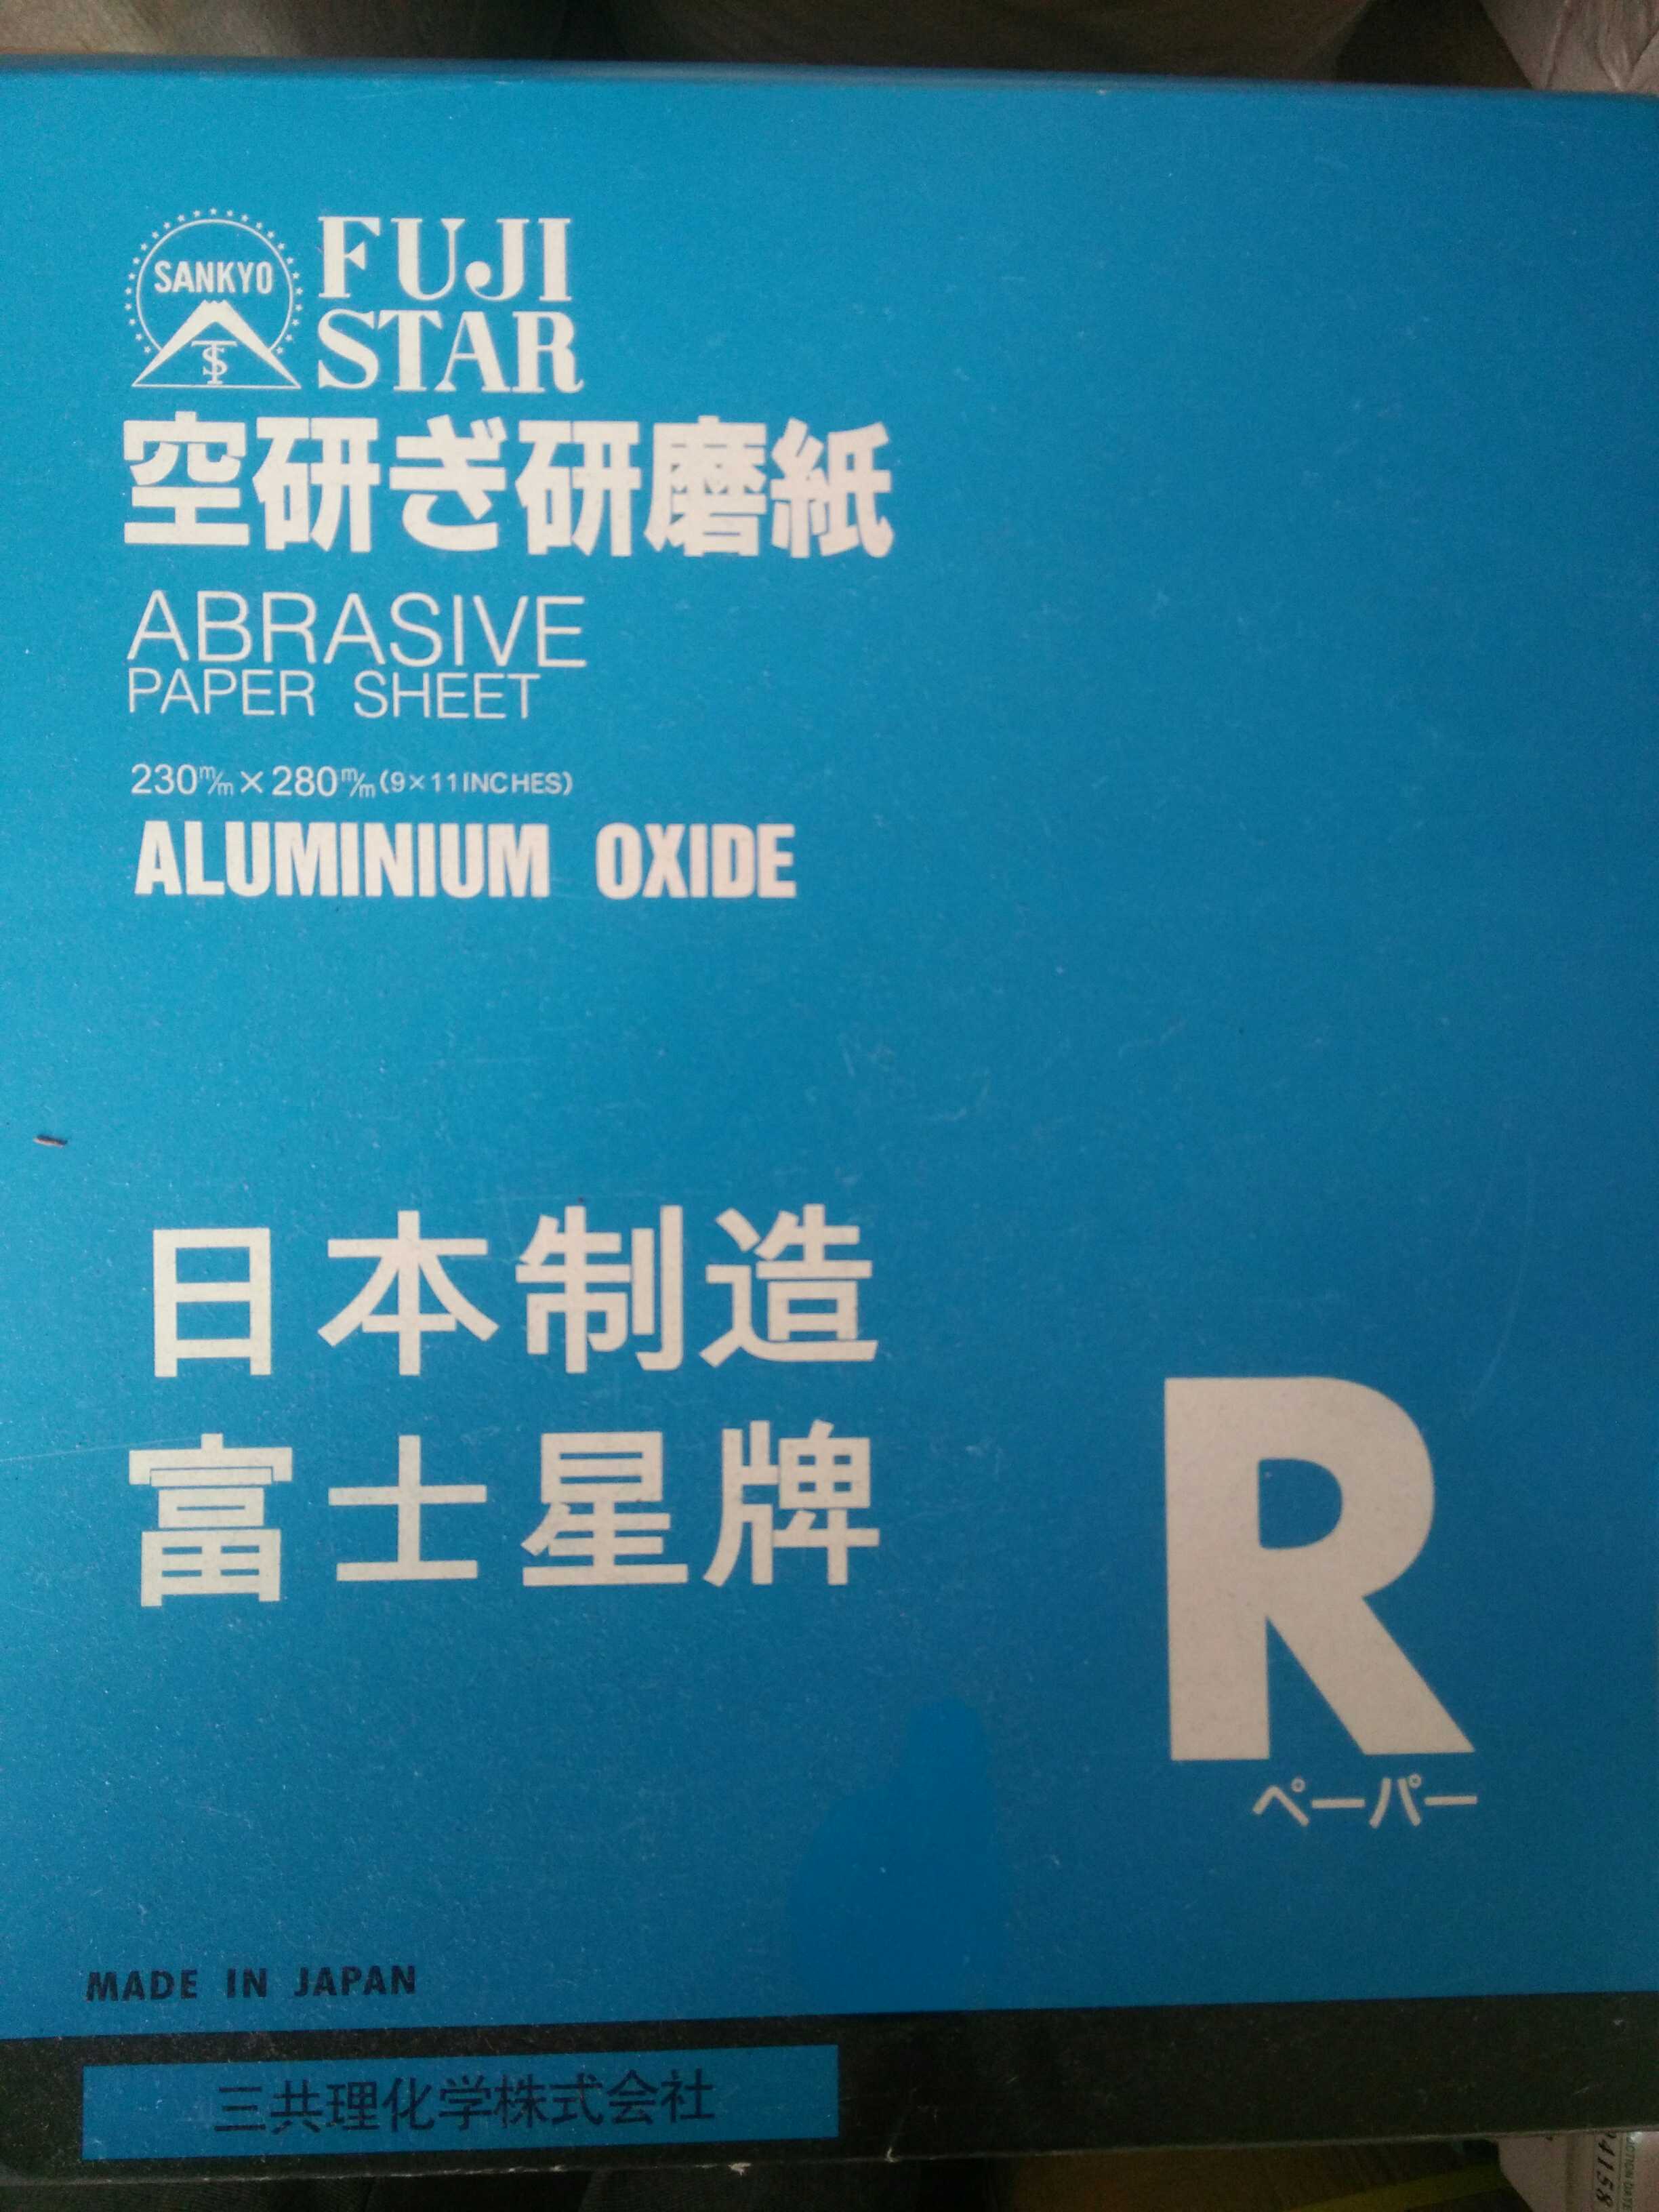 SANKYO
TS
FUJI
STAR
空研ぎ研磨紙
ABRASIVE
PAPER SHEET
230m/m×280m/m(9×11INCHES)
ALUMINIUM OXIDE
日本制造
富士星牌
R
ペーパー
MADE IN JAPAN
三共理化学株式会社